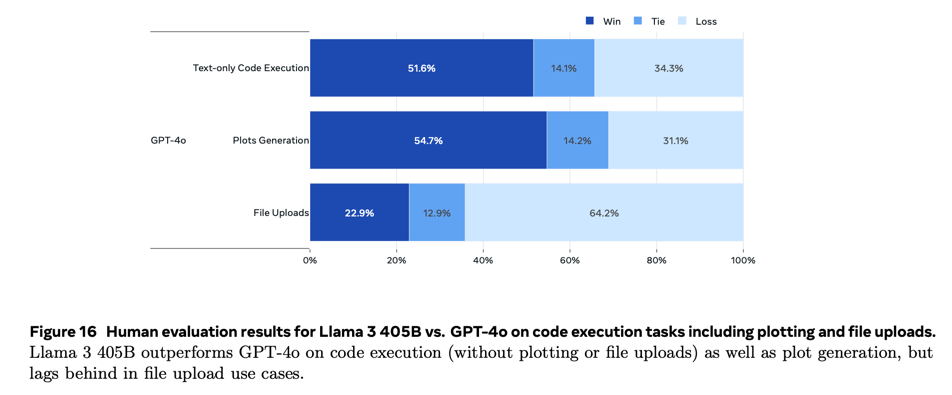 Win Tie Loss
Text-only Code Execution 51.6% 14.1% 34.3%
GPT-4o Plots Generation 54.7% 14.2% 31.1%
File Uploads 22.9% 12.9% 64.2%
0% 20% 40% 60% 80% 100%
Figure 16 Human evaluation results for Llama 3 405B vs. GPT-4o on code execution tasks including plotting and file uploads.
Llama 3 405B outperforms GPT-4o on code execution (without plotting or file uploads) as well as plot generation, but
lags behind in file upload use cases.